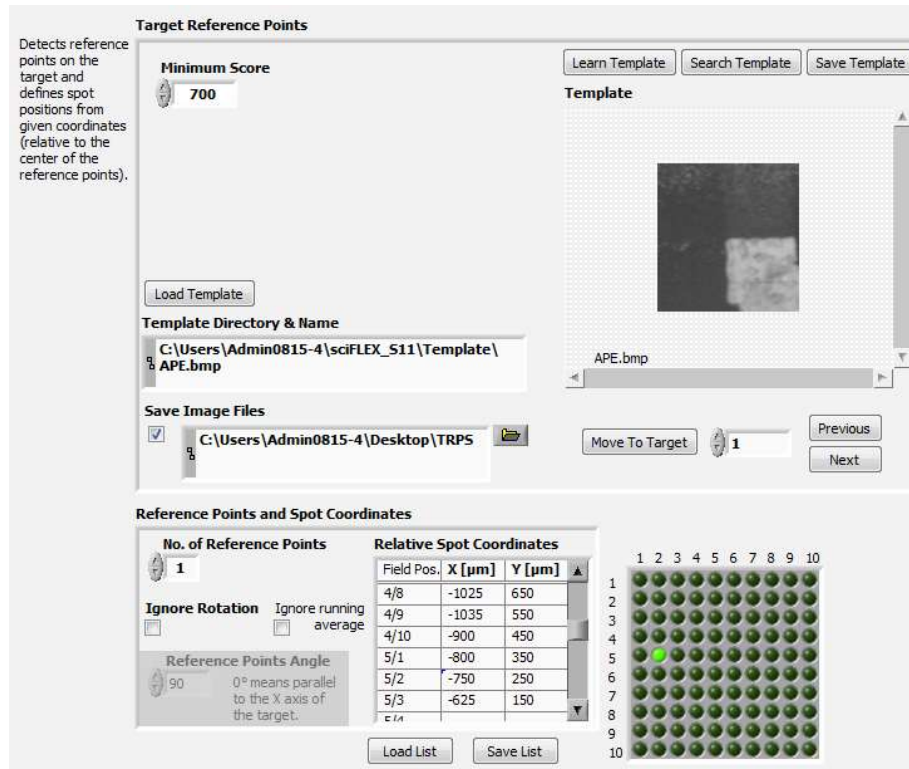 Target Reference Points
Detects reference
points on the
target and
defines spot
positions from
given coordinates
(relative to the
center of the
reference points).
Minimum Score
700
Learn Template
Search Template
Save Template
Template
Load Template
Template Directory & Name
C:\Users\Admin0815-4\sciFLEX_S11\Template\
APE.bmp
APE.bmp
Save Image Files
C:\Users\Admin0815-4\Desktop\TRPS
Move To Target
1
Previous
Next
Reference Points and Spot Coordinates
No. of Reference Points
1
Ignore Rotation
Ignore running
average
Reference Points Angle
90
0° means parallel
to the X axis of
the target.
Relative Spot Coordinates
Field Pos. X [µm] Y [µm]
4/8 -1025 650
4/9 -1035 550
4/10 -900 450
5/1 -800 350
5/2 -750 250
5/3 -625 150
5/4
Load List
Save List
1 2 3 4 5 6 7 8 9 10
1
2
3
4
5
6
7
8
9
10